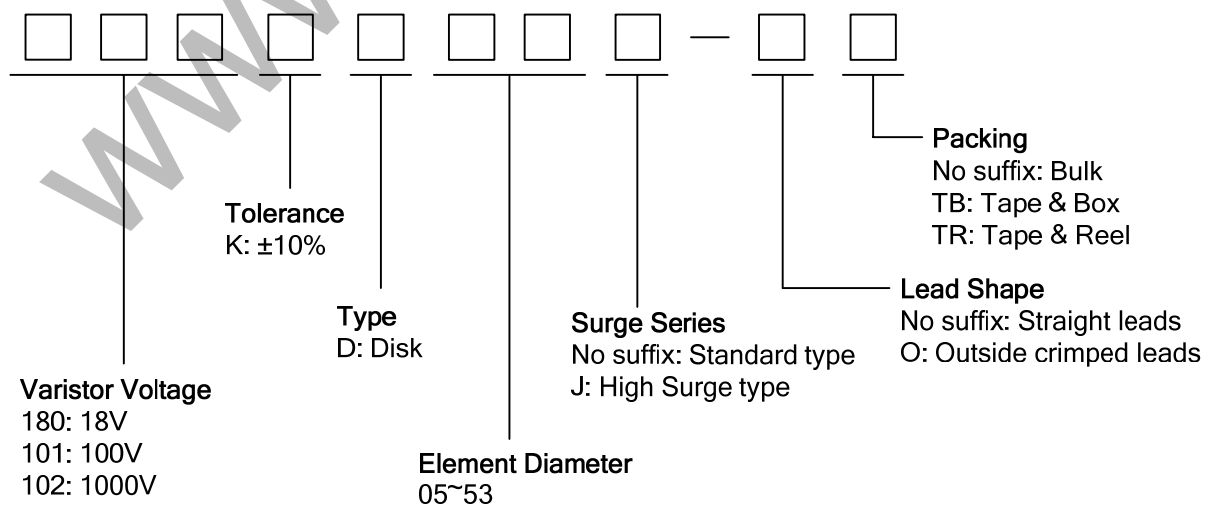 WWW
Packing
No suffix: Bulk
TB: Tape & Box
TR: Tape & Reel
Tolerance
K: ±10%
Lead Shape
No suffix: Straight leads
O: Outside crimped leads
Type
D: Disk
Surge Series
No suffix: Standard type
J: High Surge type
Varistor Voltage
180: 18V
101: 100V
102: 1000V
Element Diameter
05~53